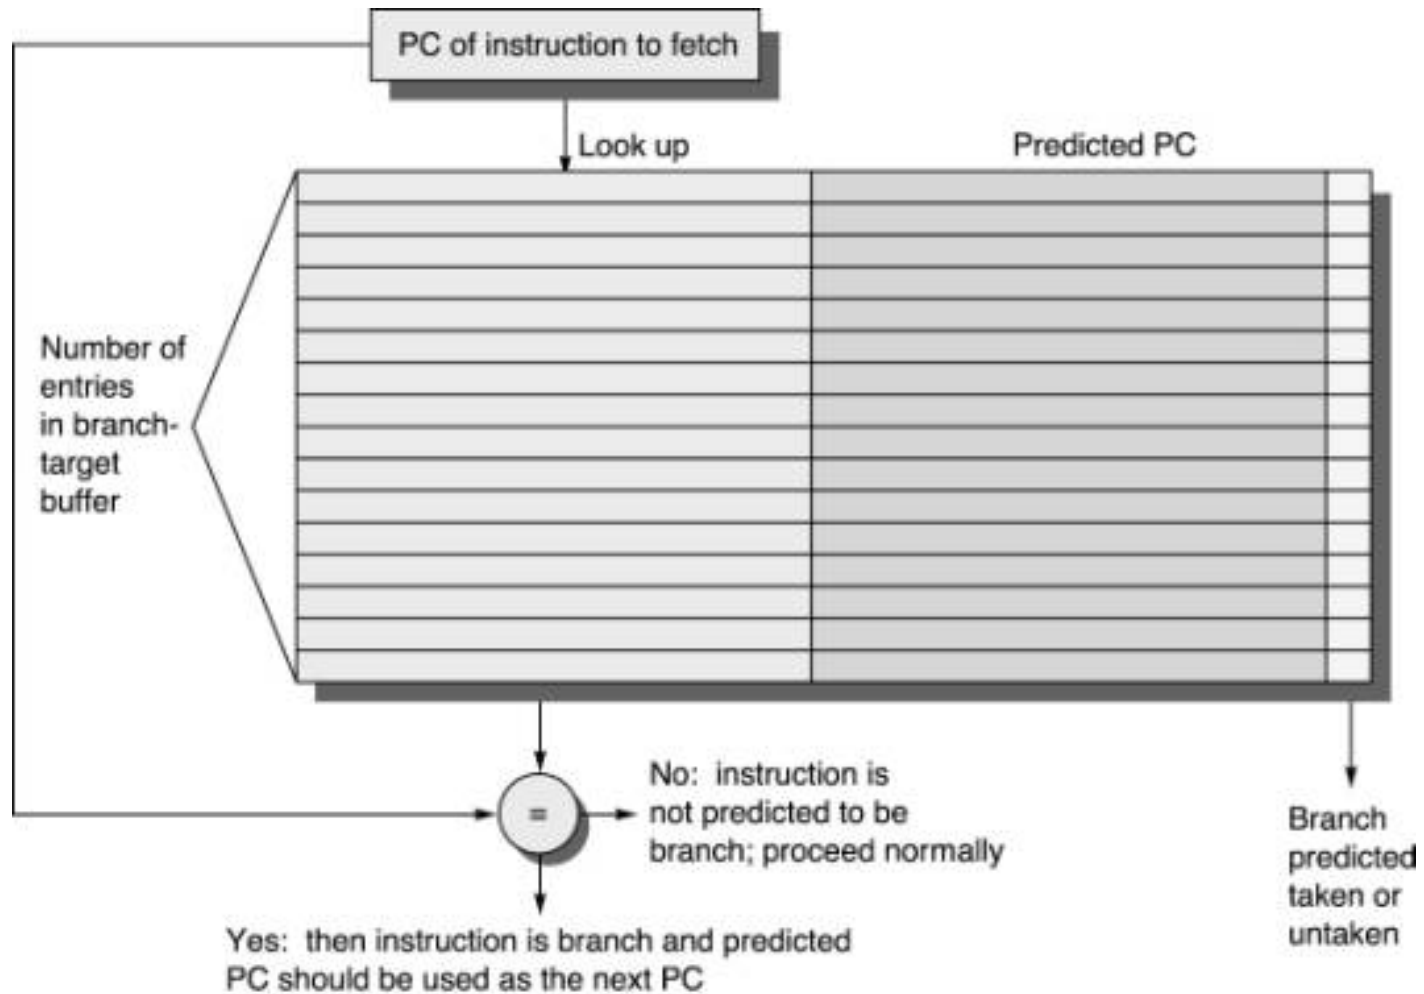 PC of instruction to fetch
Look up
Predicted PC
Number of
entries
in branch-
target
buffer
=
No: instruction is
not predicted to be
branch; proceed normally
Branch
predicted
taken or
untaken
Yes: then instruction is branch and predicted
PC should be used as the next PC